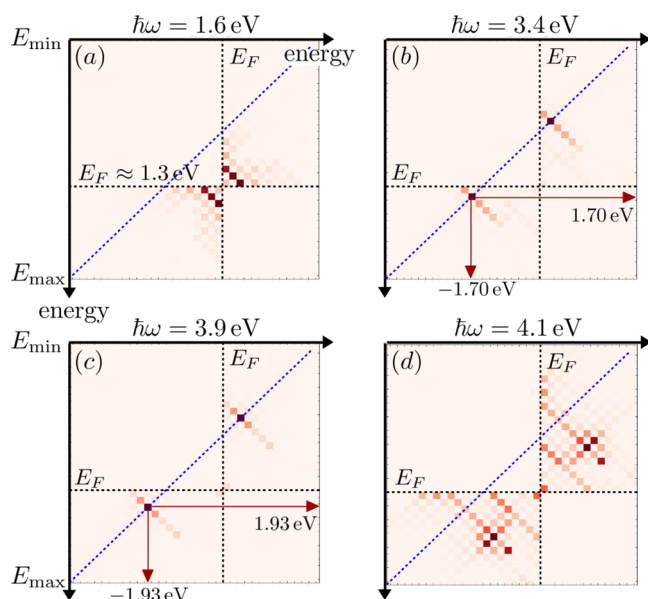 ℏω = 1.6 eV
ℏω = 3.4 eV
E_min
(a)
E_F
energy
(b)
E_F
E_F ≈ 1.3 eV
E_F
1.70 eV
E_max
−1.70 eV
energy
ℏω = 3.9 eV
ℏω = 4.1 eV
E_min
(c)
E_F
(d)
E_F
E_F
E_F
1.93 eV
E_max
−1.93 eV